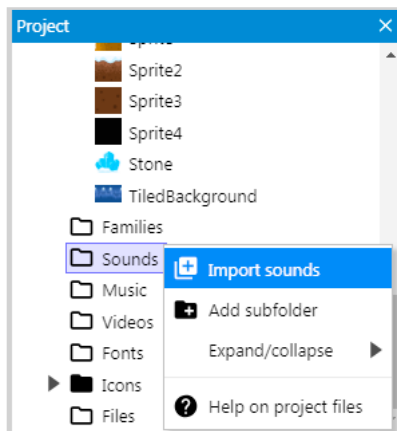 Project
Sprite2
Sprite3
Sprite4
Stone
TiledBackground
Families
Sounds
Import sounds
Music
Add subfolder
Videos
Expand/collapse
Fonts
Icons
Help on project files
Files